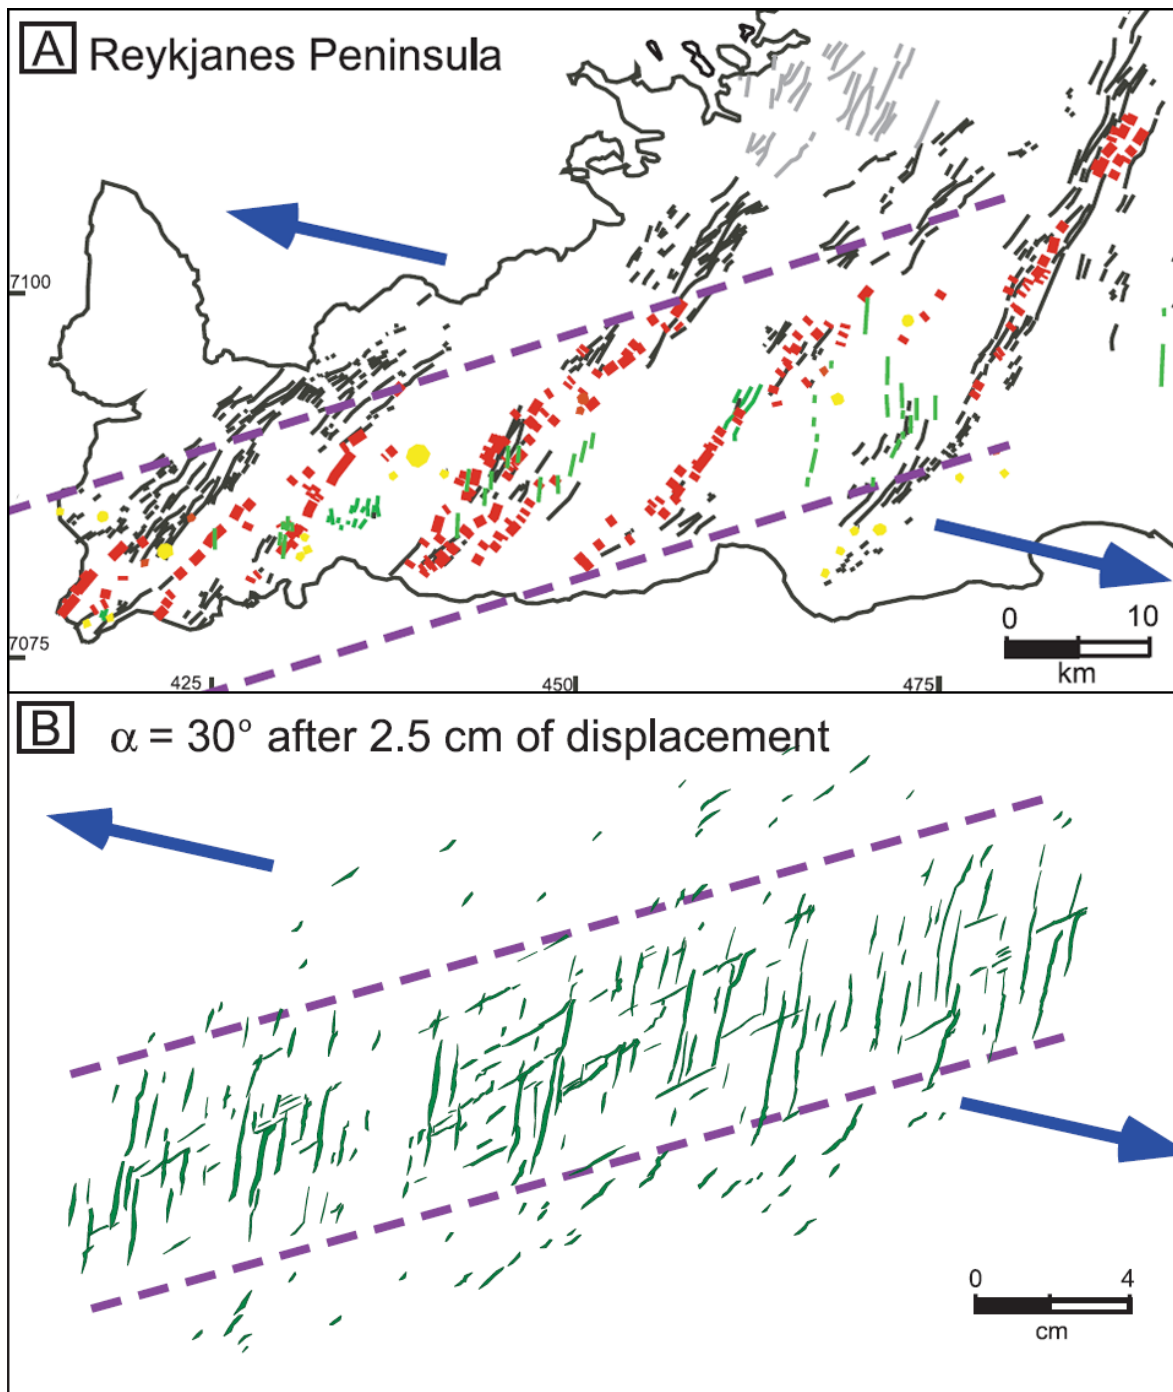 A Reykjanes Peninsula
7100
7075
425
450
475
0 10
km
B α = 30° after 2.5 cm of displacement
0 4
cm